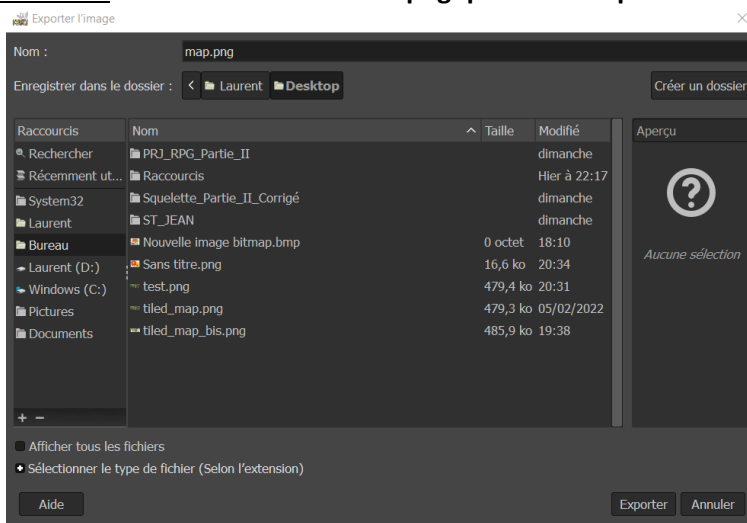 Exporter l'image
Nom : map.png
Enregistrer dans le dossier : Laurent Desktop Créer un dossier
Raccourcis Nom Taille Modifié Aperçu
Rechercher PRJ_RPG_Partie_II dimanche
Récemment ut... Raccourcis Hier à 22:17
System32 Squelette_Partie_II_Corrigé dimanche
Laurent ST_JEAN dimanche
Bureau Nouvelle image bitmap.bmp 0 octet 18:10
Aucune sélection
Laurent (D:) Sans titre.png 16,6 ko 20:34
Windows (C:) test.png 479,4 ko 20:31
Pictures tiled_map.png 479,3 ko 05/02/2022
Documents tiled_map_bis.png 485,9 ko 19:38
Afficher tous les fichiers
Sélectionner le type de fichier (Selon l'extension)
Aide Exporter Annuler